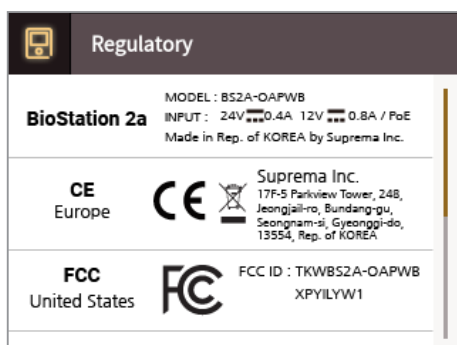 Regulatory
BioStation 2a
MODEL : BS2A-OAPWB
INPUT : 24V 0.4A 12V 0.8A / PoE
Made in Rep. of KOREA by Suprema Inc.
CE
Europe
CE
Suprema Inc.
17F-5 Parkview Tower, 248,
Jeongjail-ro, Bundang-gu,
Seongnam-si, Gyeonggi-do,
13554, Rep. of KOREA
FCC
United States
FC
FCC ID : TKWBS2A-OAPWB
XPYILYW1